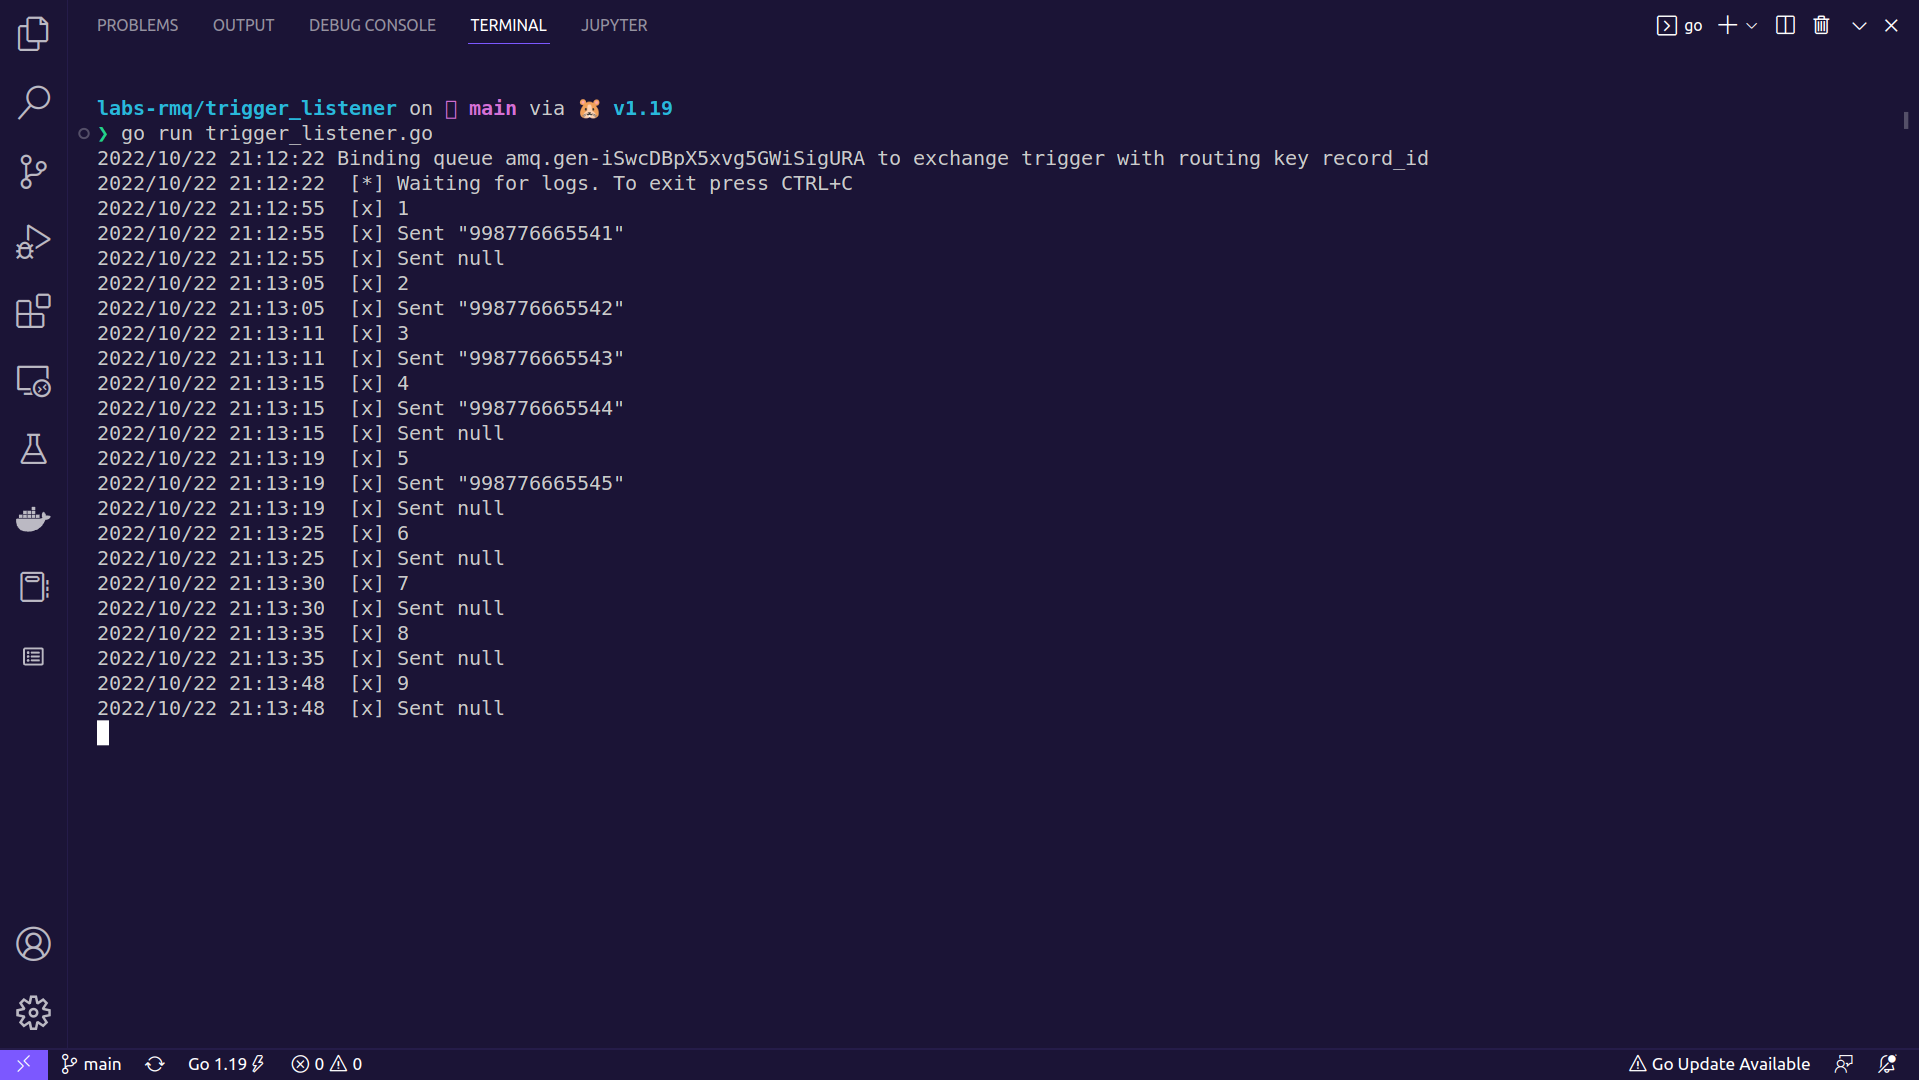 PROBLEMS OUTPUT DEBUG CONSOLE TERMINAL JUPYTER go
labs-rmq/trigger_listener on main via 🐹 v1.19
❯ go run trigger_listener.go
2022/10/22 21:12:22 Binding queue amq.gen-iSwcDBpX5xvg5GWiSigURA to exchange trigger with routing key record_id
2022/10/22 21:12:22  [*] Waiting for logs. To exit press CTRL+C
2022/10/22 21:12:55  [x] 1
2022/10/22 21:12:55  [x] Sent "998776665541"
2022/10/22 21:12:55  [x] Sent null
2022/10/22 21:13:05  [x] 2
2022/10/22 21:13:05  [x] Sent "998776665542"
2022/10/22 21:13:11  [x] 3
2022/10/22 21:13:11  [x] Sent "998776665543"
2022/10/22 21:13:15  [x] 4
2022/10/22 21:13:15  [x] Sent "998776665544"
2022/10/22 21:13:15  [x] Sent null
2022/10/22 21:13:19  [x] 5
2022/10/22 21:13:19  [x] Sent "998776665545"
2022/10/22 21:13:19  [x] Sent null
2022/10/22 21:13:25  [x] 6
2022/10/22 21:13:25  [x] Sent null
2022/10/22 21:13:30  [x] 7
2022/10/22 21:13:30  [x] Sent null
2022/10/22 21:13:35  [x] 8
2022/10/22 21:13:35  [x] Sent null
2022/10/22 21:13:48  [x] 9
2022/10/22 21:13:48  [x] Sent null
main Go 1.19 0 0 Go Update Available